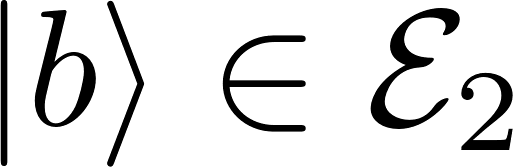 |b⟩ ∈ ℰ₂